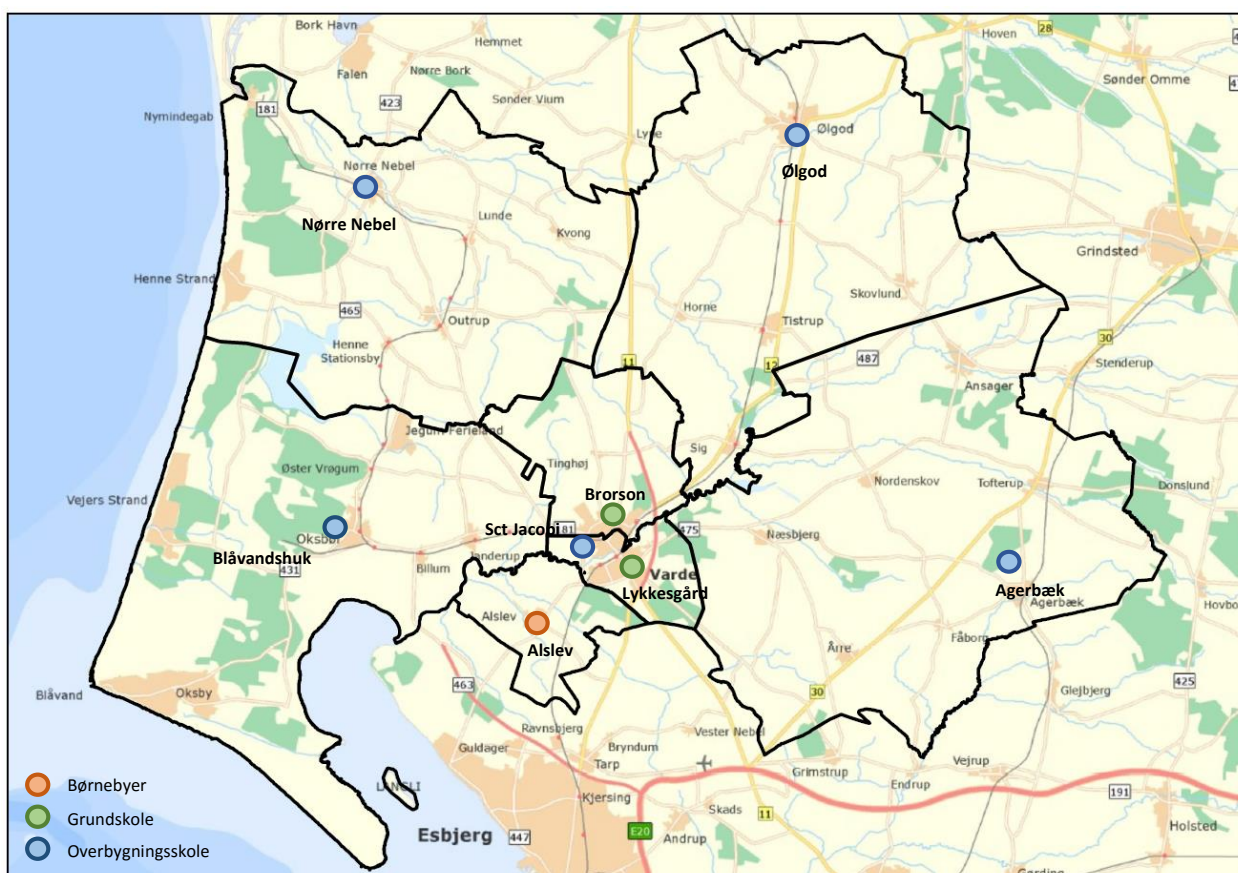 Bork Havn
Hemmet
Hoven
28
Falen
Nørre Bork
Sønder Omme
423
Sønder Vium
181
Nymindegab
Lyne
Ølgod
Nørre Nebel
Ølgod
Nørre Nebel
Lunde
Kvong
Grindsted
Henne Strand
Skovlund
465
Horne
Outrup
Tistrup
30
Henne
Stationsby
11
12
487
Stenderup
Ansager
Jegum Ferieland
Sig
Øster Vrøgum
Tinghøj
Nordenskov
Tofterup
Donslund
Vejers Strand
Brorson
Sct Jacobi
181
475
Næsbjerg
Oksbøl
Janderup
Blåvandshuk
431
Billum
Varde
Lykkesgård
Agerbæk
Agerbæk
Hovbo
Alslev
Alslev
Fåborg
Årre
463
30
425
Blåvand
Oksby
Glejbjerg
Ravnsbjerg
Vester Nebel
Guldager
Bryndum
Tarp
Grimstrup
Vejrup
Endrup
Børnebyer
LANGLI
Kjersing
191
Skads
11
Grundskole
Esbjerg
447
E20
Andrup
Holsted
Overbygningsskole
Gørding